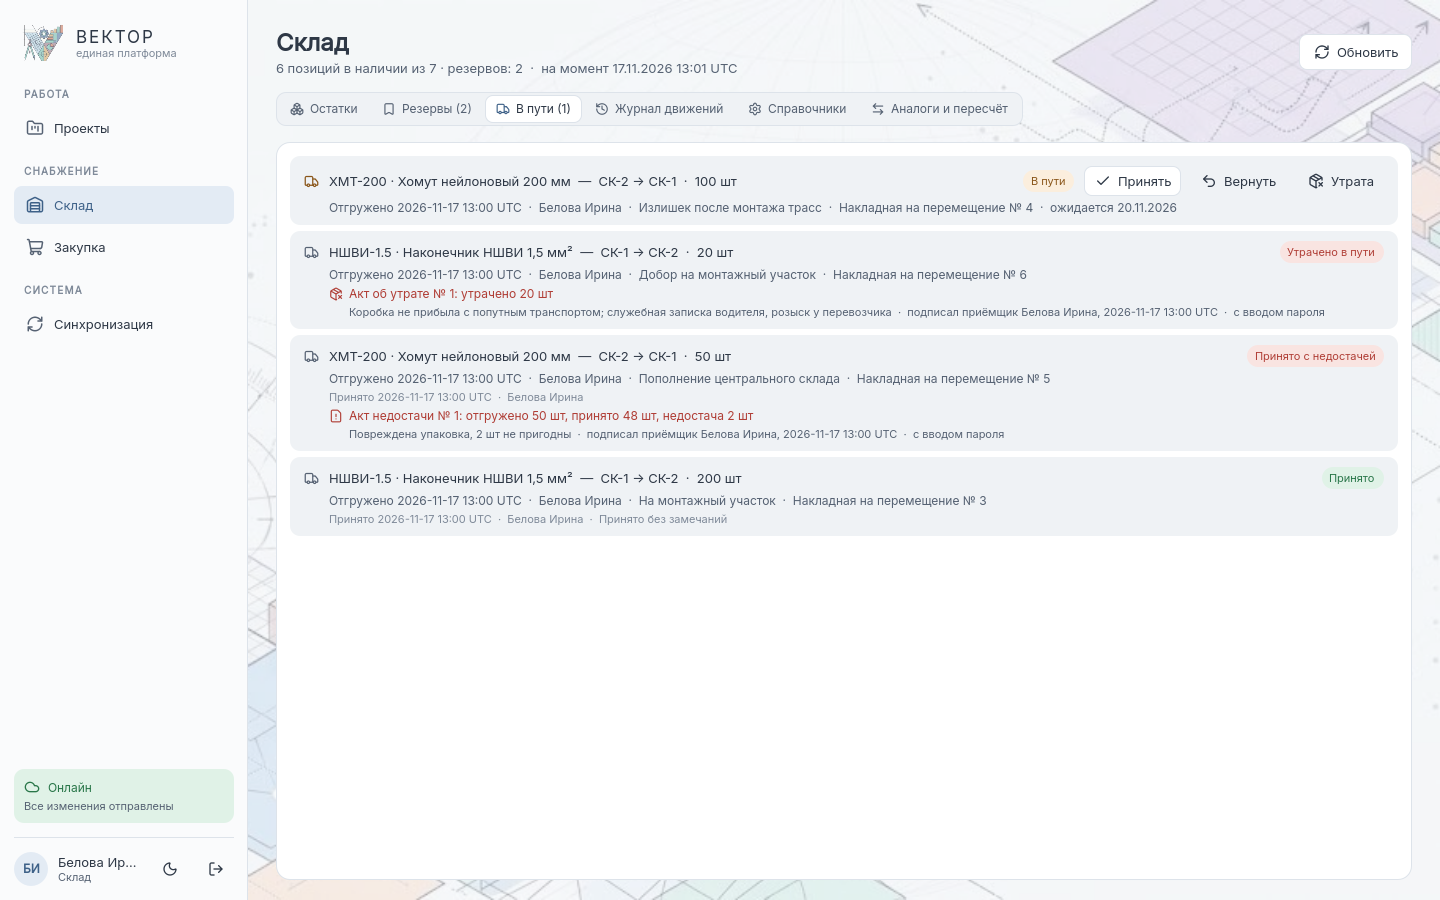 ВЕКТОР
единая платформа
РАБОТА
Проекты
СНАБЖЕНИЕ
Склад
Закупка
СИСТЕМА
Синхронизация
Онлайн
Все изменения отправлены
БИ
Белова Ир...
Склад
Склад
6 позиций в наличии из 7 · резервов: 2 · на момент 17.11.2026 13:01 UTC
Обновить
Остатки
Резервы (2)
В пути (1)
Журнал движений
Справочники
Аналоги и пересчёт
ХМТ-200 · Хомут нейлоновый 200 мм — СК-2 → СК-1 · 100 шт
В пути
Принять
Вернуть
Утрата
Отгружено 2026-11-17 13:00 UTC · Белова Ирина · Излишек после монтажа трасс · Накладная на перемещение № 4 · ожидается 20.11.2026
НШВИ-1.5 · Наконечник НШВИ 1,5 мм² — СК-1 → СК-2 · 20 шт
Утрачено в пути
Отгружено 2026-11-17 13:00 UTC · Белова Ирина · Добор на монтажный участок · Накладная на перемещение № 6
Акт об утрате № 1: утрачено 20 шт
Коробка не прибыла с попутным транспортом; служебная записка водителя, розыск у перевозчика · подписал приёмщик Белова Ирина, 2026-11-17 13:00 UTC · с вводом пароля
ХМТ-200 · Хомут нейлоновый 200 мм — СК-2 → СК-1 · 50 шт
Принято с недостачей
Отгружено 2026-11-17 13:00 UTC · Белова Ирина · Пополнение центрального склада · Накладная на перемещение № 5
Принято 2026-11-17 13:00 UTC · Белова Ирина
Акт недостачи № 1: отгружено 50 шт, принято 48 шт, недостача 2 шт
Повреждена упаковка, 2 шт не пригодны · подписал приёмщик Белова Ирина, 2026-11-17 13:00 UTC · с вводом пароля
НШВИ-1.5 · Наконечник НШВИ 1,5 мм² — СК-1 → СК-2 · 200 шт
Принято
Отгружено 2026-11-17 13:00 UTC · Белова Ирина · На монтажный участок · Накладная на перемещение № 3
Принято 2026-11-17 13:00 UTC · Белова Ирина · Принято без замечаний